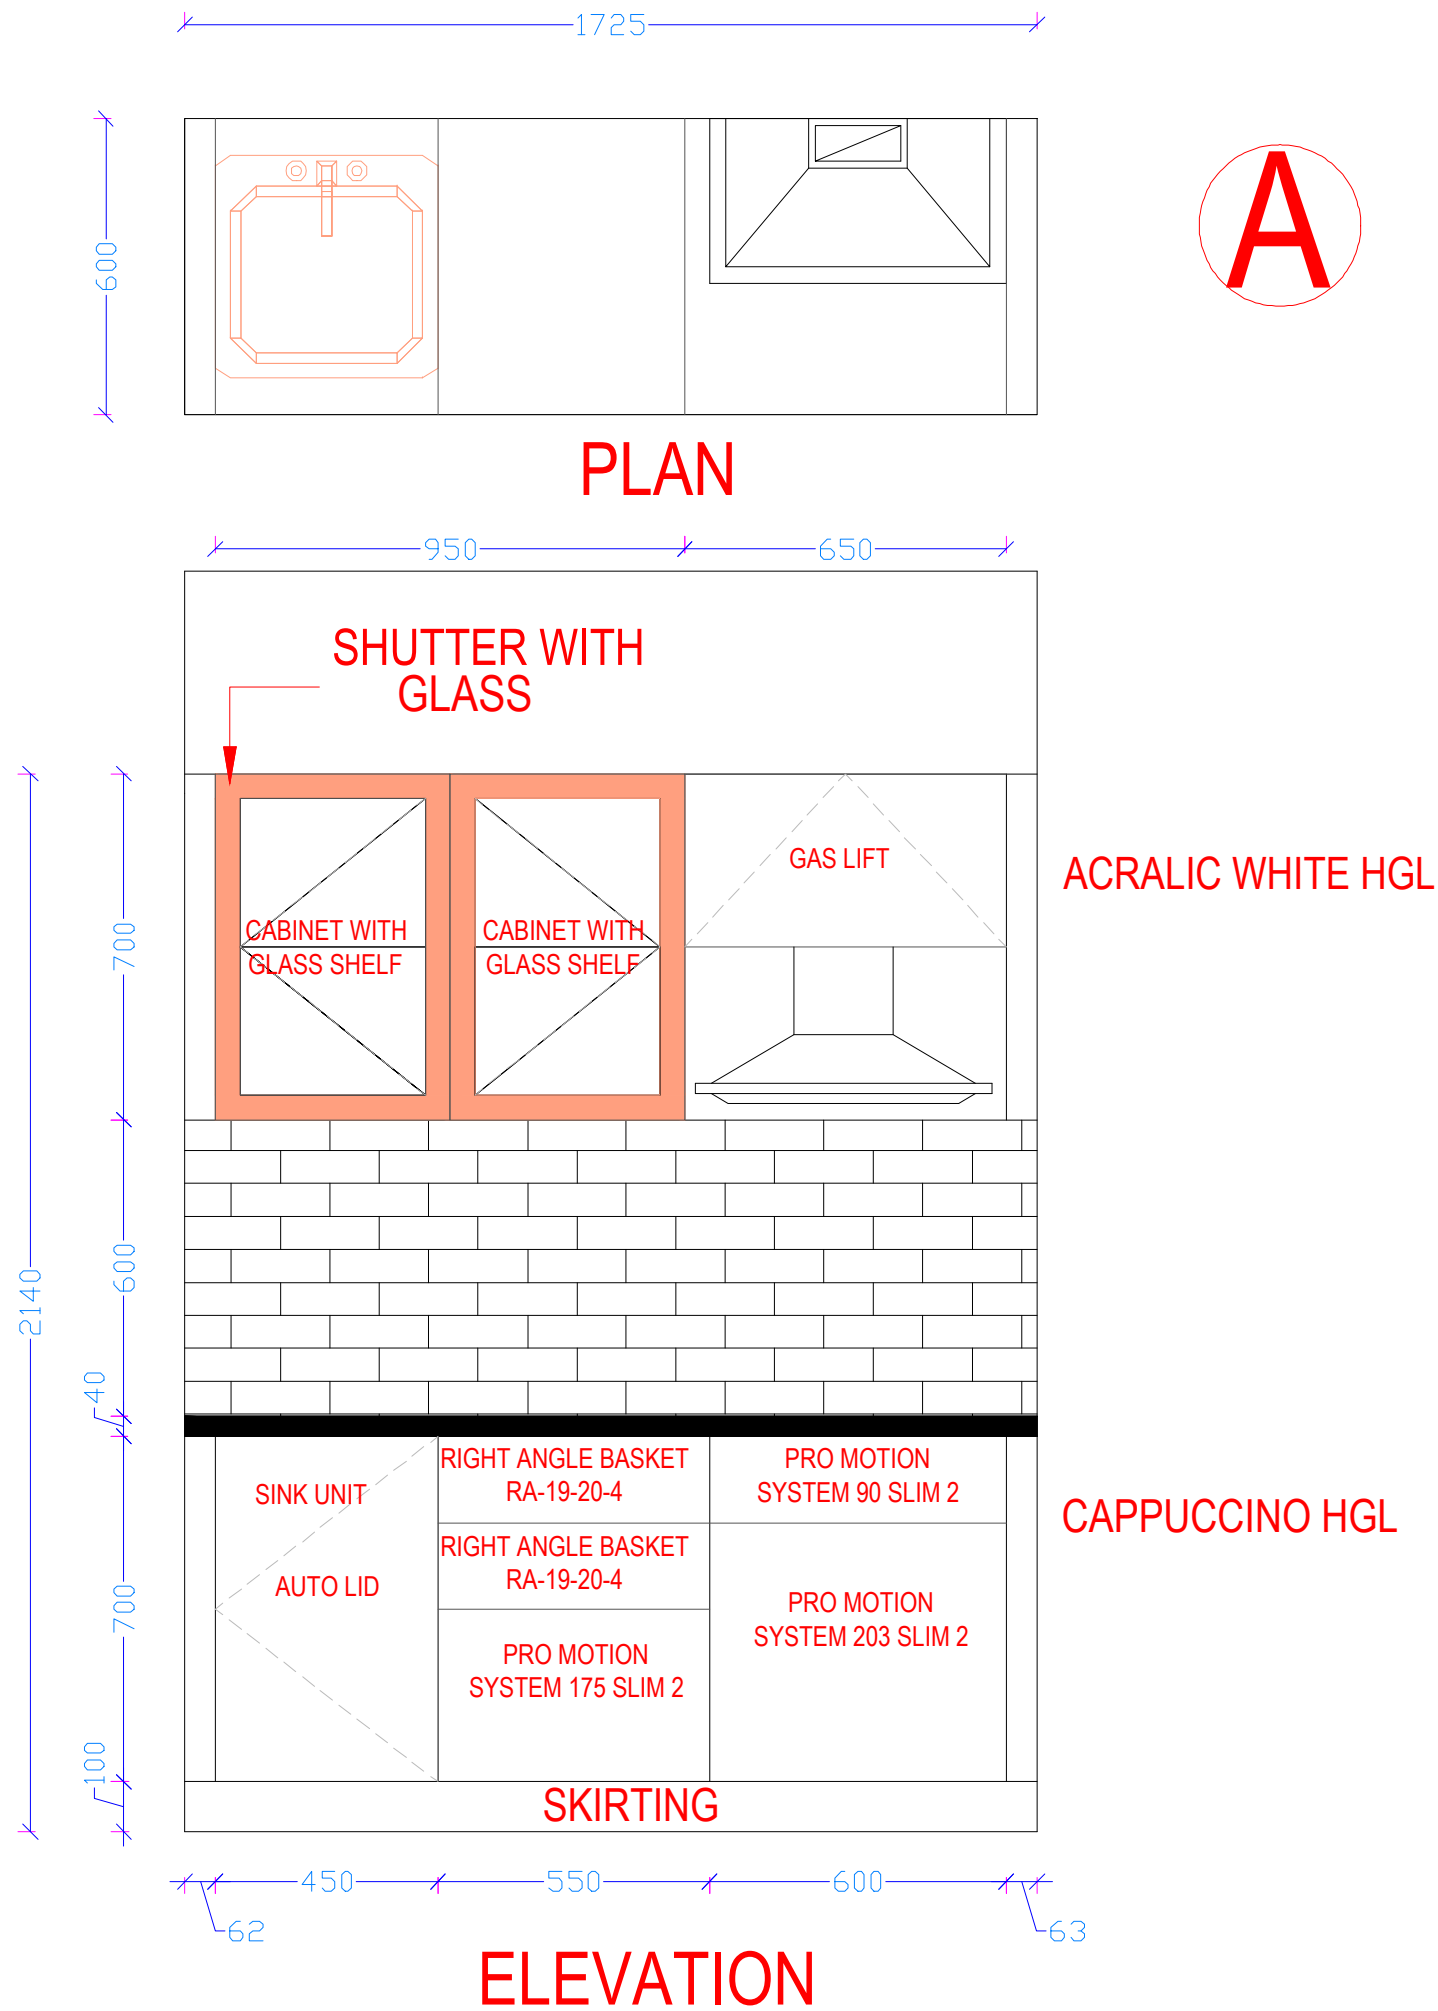 1725
600
A
PLAN
950
650
SHUTTER WITH
GLASS
GAS LIFT
ACRALIC WHITE HGL
CABINET WITH
GLASS SHELF
CABINET WITH
GLASS SHELF
700
600
2140
40
RIGHT ANGLE BASKET
RA-19-20-4
PRO MOTION
SYSTEM 90 SLIM 2
SINK UNIT
CAPPUCCINO HGL
RIGHT ANGLE BASKET
RA-19-20-4
AUTO LID
700
PRO MOTION
SYSTEM 203 SLIM 2
PRO MOTION
SYSTEM 175 SLIM 2
100
SKIRTING
450
550
600
62
63
ELEVATION